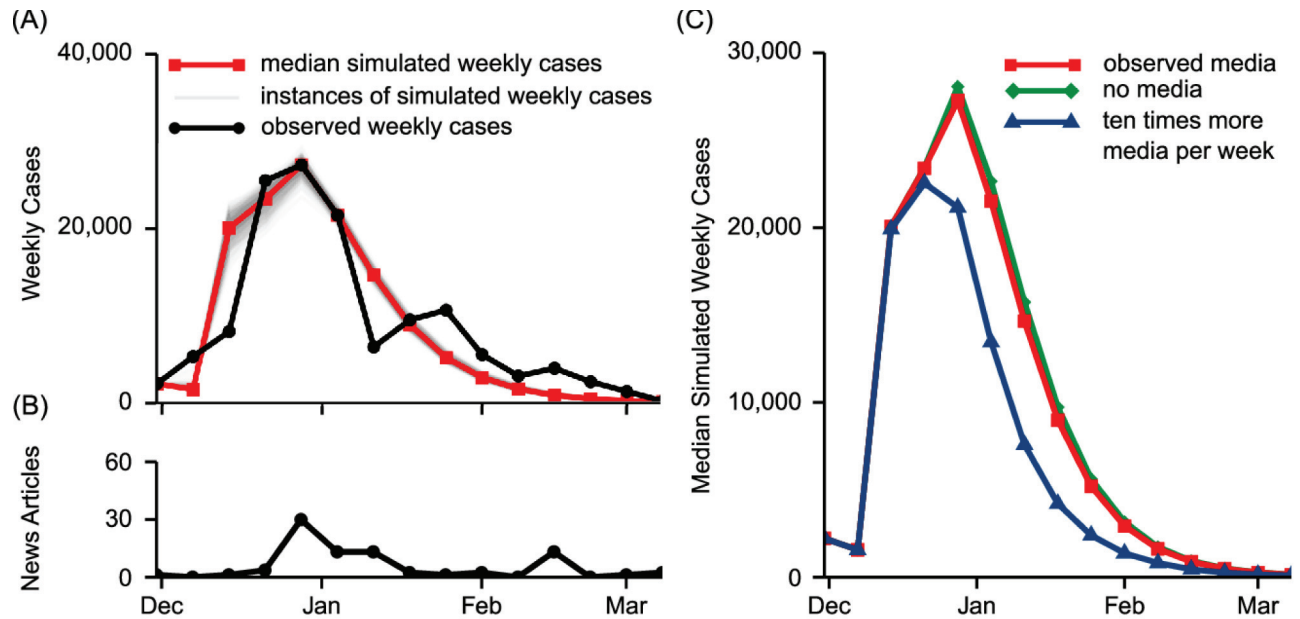 (A)
40,000
median simulated weekly cases
instances of simulated weekly cases
observed weekly cases
20,000
0
Weekly Cases
(B)
60
30
0
News Articles
Dec
Jan
Feb
Mar
(C)
30,000
observed media
no media
ten times more
media per week
20,000
10,000
0
Median Simulated Weekly Cases
Dec
Jan
Feb
Mar